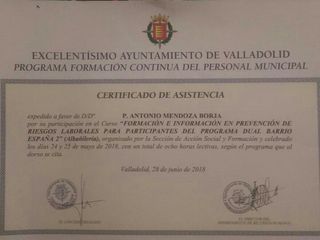 EXCELENTÍSIMO AYUNTAMIENTO DE VALLADOLID
PROGRAMA FORMACIÓN CONTINUA DEL PERSONAL MUNICIPAL
CERTIFICADO DE ASISTENCIA
expedido a favor de D/Dª P. ANTONIO MENDOZA BORJA
por su participación en el Curso "FORMACIÓN E INFORMACIÓN EN PREVENCIÓN DE
RIESGOS LABORALES PARA PARTICIPANTES DEL PROGRAMA DUAL BARRIO
ESPAÑA 2" (Albañilería), organizado por la Sección de Acción Social y Formación y celebrado
los días 24 y 25 de mayo de 2018, con un total de ocho horas lectivas, según el programa que al
dorso se cita.
Valladolid, 28 de junio de 2018
EL DIRECTOR DEL